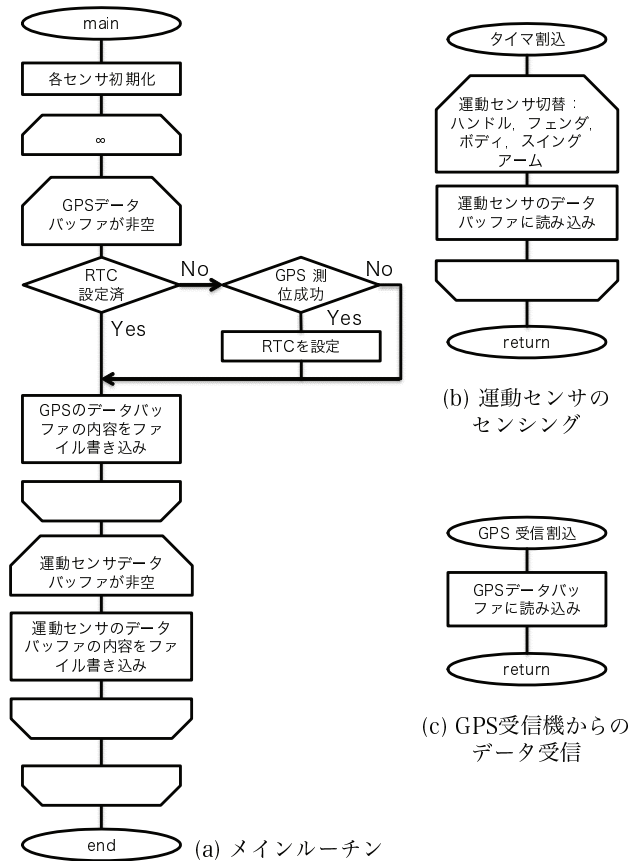 main
各センサ初期化
∞
GPSデータ
バッファが非空
RTC
設定済
No
Yes
GPS 測
位成功
No
Yes
RTCを設定
GPSのデータバッ
ファの内容をファ
イル書き込み
運動センサデータ
バッファが非空
運動センサのデータ
バッファの内容をファ
イル書き込み
end
(a) メインルーチン
タイマ割込
運動センサ切替：
ハンドル，フェンダ，
ボディ，スイング
アーム
運動センサのデータ
バッファに読み込み
return
(b) 運動センサの
センシング
GPS 受信割込
GPSデータバッ
ファに読み込み
return
(c) GPS受信機からの
データ受信